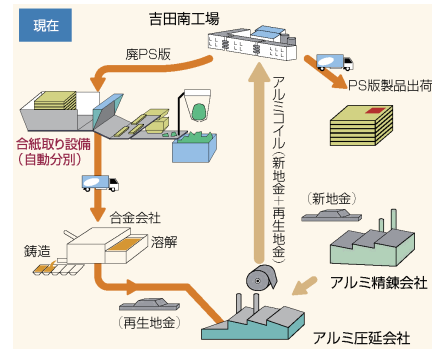 現在
吉田南工場
廃PS版
PS版製品出荷
合紙取り設備
（自動分別）
アルミコイル（新地金＋再生地金）
合金会社
溶解
鋳造
（新地金）
アルミ精錬会社
（再生地金）
アルミ圧延会社